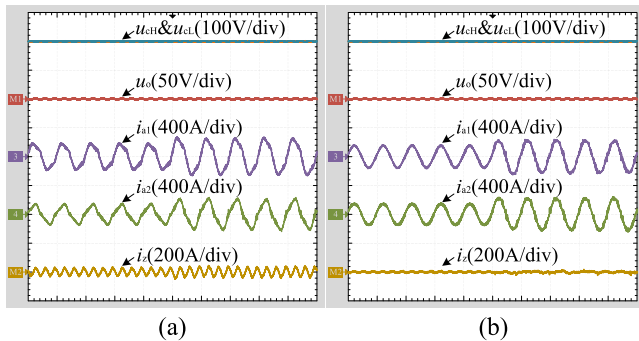 ucH&ucL(100V/div)
uo(50V/div)
M1
ia1(400A/div)
3
ia2(400A/div)
4
iz(200A/div)
M2
(a)
ucH&ucL(100V/div)
uo(50V/div)
M1
ia1(400A/div)
3
ia2(400A/div)
4
iz(200A/div)
M2
(b)